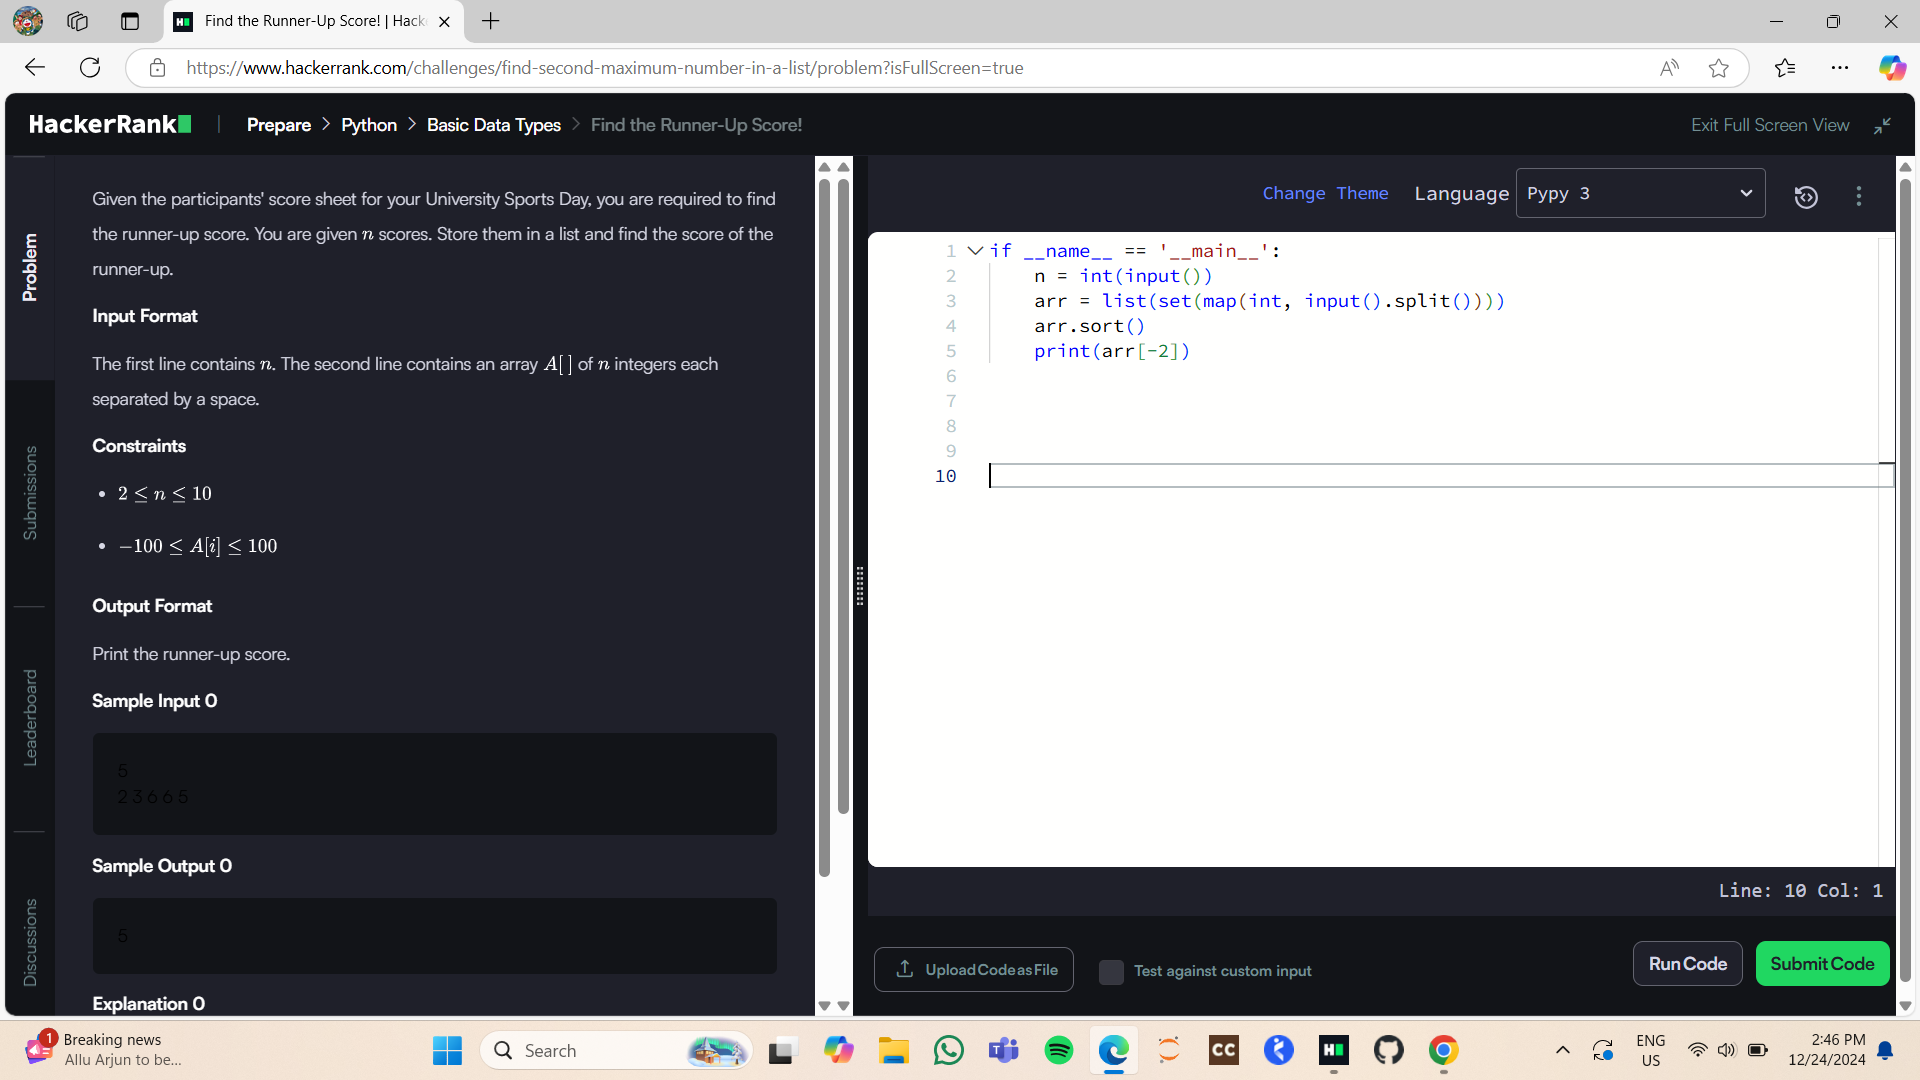 Find the Runner-Up Score! | Hack
https://www.hackerrank.com/challenges/find-second-maximum-number-in-a-list/problem?isFullScreen=true
HackerRank
Prepare > Python > Basic Data Types > Find the Runner-Up Score!
Exit Full Screen View
Problem
Submissions
Leaderboard
Discussions
Given the participants' score sheet for your University Sports Day, you are required to find
the runner-up score. You are given n scores. Store them in a list and find the score of the
runner-up.
Input Format
The first line contains n. The second line contains an array A[] of n integers each
separated by a space.
Constraints
• 2 ≤ n ≤ 10
• −100 ≤ A[i] ≤ 100
Output Format
Print the runner-up score.
Sample Input 0
5
2 3 6 6 5
Sample Output 0
5
Explanation 0
Change Theme Language Pypy 3
1 if __name__ == '__main__':
2     n = int(input())
3     arr = list(set(map(int, input().split())))
4     arr.sort()
5     print(arr[-2])
6
7
8
9
10
Line: 10 Col: 1
Upload Code as File
Test against custom input
Run Code
Submit Code
1
Breaking news
Allu Arjun to be...
Search
CC
ENG
US
2:46 PM
12/24/2024